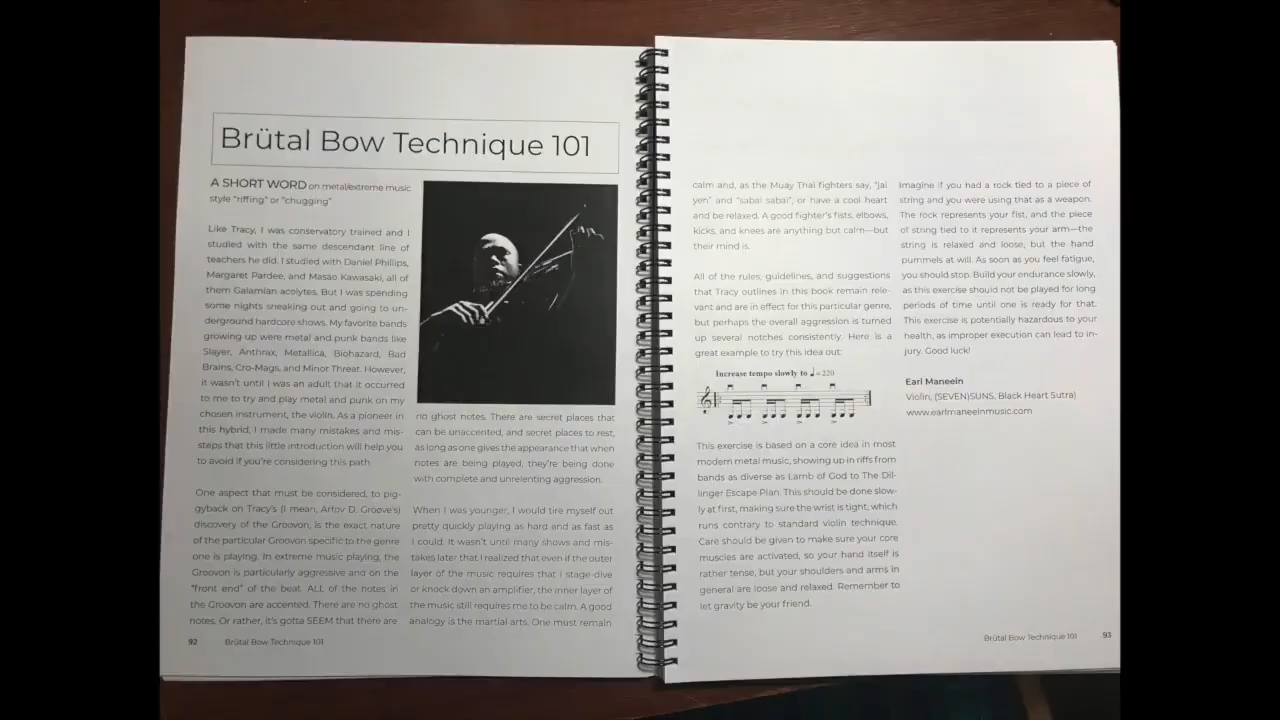 Brütal Bow Technique 101
A SHORT WORD on metal/extreme music
style "riffing" or "chugging"
Like Tracy, I was conservatory trained and I
studied with the same descendant line of
teachers he did. I studied with Daniel Phillips,
Margaret Pardee, and Masao Kawasaki, all of
them Galamian acolytes. But I was spending
some nights sneaking out and going to un-
derground hardcore shows. My favorite bands
growing up were metal and punk bands like
Slayer, Anthrax, Metallica, Biohazard, Bad
Brains, Cro-Mags, and Minor Threat. However,
it wasn't until I was an adult that it occurred
to me to try and play metal and punk on my
chosen instrument, the violin. As a pioneer in
this hybrid, I made many mistakes and mis-
steps that this little introduction will help you
to avoid if you're considering this path.
One aspect that must be considered, to pig-
gyback on Tracy's (I mean, Artov D. Groove's)
discovery of the Groovon, is the exact nature
of the particular Groovon specific to the genre
one is playing. In extreme music playing, the
Groovon is particularly aggressive and on the
"front end" of the beat. ALL of the notes in
the Groovon are accented. There are no ghost
notes. Or rather, it's gotta SEEM that there are
no ghost notes. There are secret places that
can be unaccented, and secret places to rest,
as long as one gives the appearance that when
notes are being played, they're being done
with complete and unrelenting aggression.
When I was younger, I would tire myself out
pretty quickly playing as hard and as fast as
I could. It wasn't until many shows and mis-
takes later that I realized that even if the outer
layer of the music requires that I stage-dive
or knock down an amplifier, the inner layer of
the music still requires me to be calm. A good
analogy is the martial arts. One must remain
92 Brütal Bow Technique 101
calm and, as the Muay Thai fighters say, "jai
yen" and "sabai sabai", or have a cool heart
and be relaxed. A good fighter's fists, elbows,
kicks, and knees are anything but calm—but
their mind is.
All of the rules, guidelines, and suggestions
that Tracy outlines in this book remain rele-
vant and are in effect for this particular genre,
but perhaps the overall aggression is turned
up several notches consistently. Here is a
great example to try this idea out:
Increase tempo slowly to ♩=220
This exercise is based on a core idea in most
modern metal music, showing up in riffs from
bands as diverse as Lamb of God to The Dil-
linger Escape Plan. This should be done slow-
ly at first, making sure the wrist is tight, which
runs contrary to standard violin technique.
Care should be given to make sure your core
muscles are activated, so your hand itself is
rather tense, but your shoulders and arms in
general are loose and relaxed. Remember to
let gravity be your friend.
Imagine if you had a rock tied to a piece of
string and you were using that as a weapon.
The rock represents your fist, and the piece
of string tied to it represents your arm—the
string is relaxed and loose, but the hand
pummels at will. As soon as you feel fatigue,
you should stop. Build your endurance slowly,
as this exercise should not be played for long
periods of time until one is ready for that.
This exercise is potentially hazardous to your
health, as improper execution can lead to in-
jury. Good luck!
Earl Maneein
Violin, (SEVEN)SUNS, Black Heart Sutra)
www.earlmaneeinmusic.com
Brütal Bow Technique 101 93